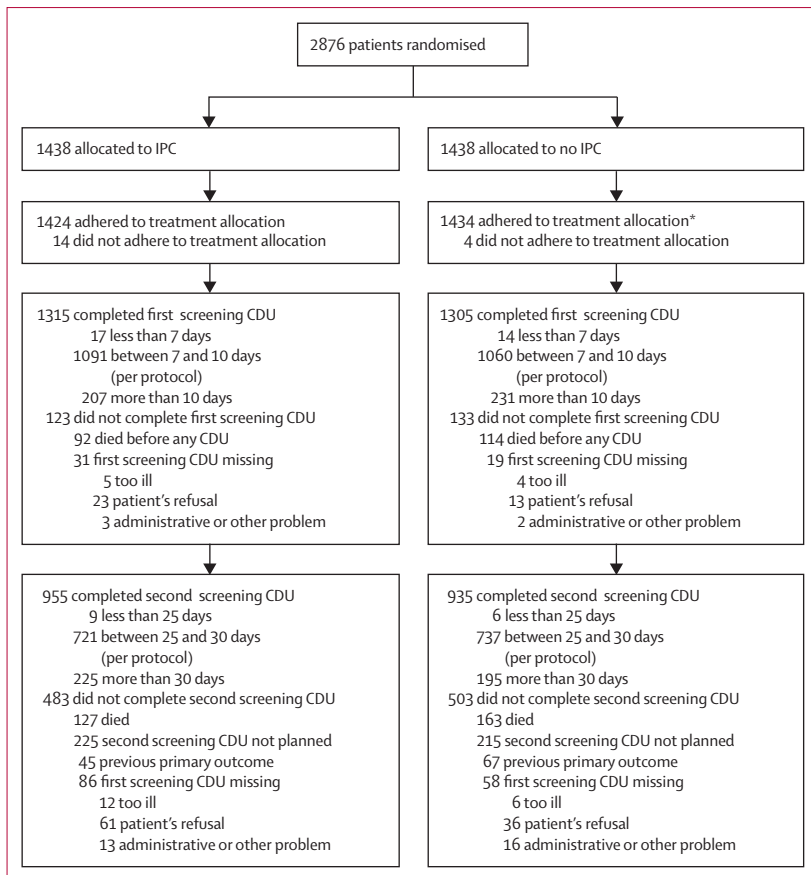 2876 patients randomised
1438 allocated to IPC
1438 allocated to no IPC
1424 adhered to treatment allocation
14 did not adhere to treatment allocation
1434 adhered to treatment allocation*
4 did not adhere to treatment allocation
1315 completed first screening CDU
17 less than 7 days
1091 between 7 and 10 days
(per protocol)
207 more than 10 days
123 did not complete first screening CDU
92 died before any CDU
31 first screening CDU missing
5 too ill
23 patient's refusal
3 administrative or other problem
1305 completed first screening CDU
14 less than 7 days
1060 between 7 and 10 days
(per protocol)
231 more than 10 days
133 did not complete first screening CDU
114 died before any CDU
19 first screening CDU missing
4 too ill
13 patient's refusal
2 administrative or other problem
955 completed second screening CDU
9 less than 25 days
721 between 25 and 30 days
(per protocol)
225 more than 30 days
483 did not complete second screening CDU
127 died
225 second screening CDU not planned
45 previous primary outcome
86 first screening CDU missing
12 too ill
61 patient's refusal
13 administrative or other problem
935 completed second screening CDU
6 less than 25 days
737 between 25 and 30 days
(per protocol)
195 more than 30 days
503 did not complete second screening CDU
163 died
215 second screening CDU not planned
67 previous primary outcome
58 first screening CDU missing
6 too ill
36 patient's refusal
16 administrative or other problem